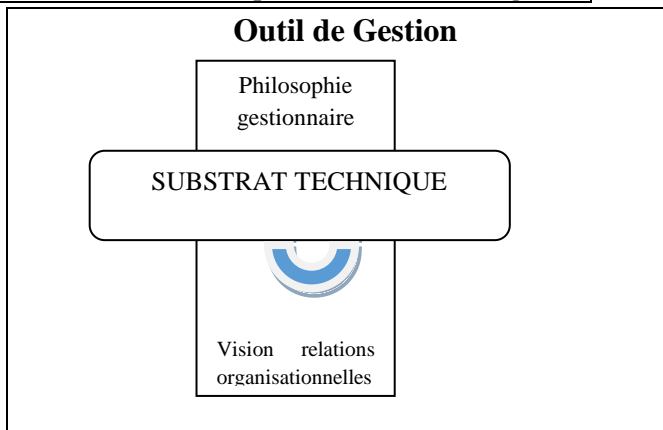 Outil de Gestion
Philosophie
gestionnaire
SUBSTRAT TECHNIQUE
Vision relations
organisationnelles